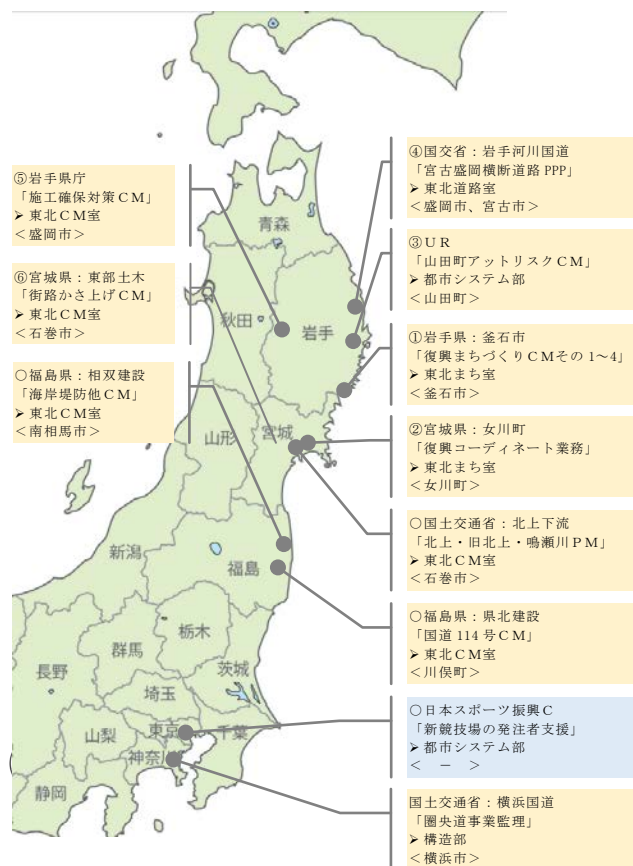 ⑤岩手県庁
「施工確保対策CM」
➤ 東北CM室
<盛岡市>
⑥宮城県:東部土木
「街路かさ上げCM」
➤ 東北CM室
<石巻市>
○福島県:相双建設
「海岸堤防他CM」
➤ 東北CM室
<南相馬市>
④国交省:岩手河川国道
「宮古盛岡横断道路 PPP」
➤ 東北道路室
<盛岡市、宮古市>
③UR
「山田町アットリスクCM」
➤ 都市システム部
<山田町>
①岩手県:釜石市
「復興まちづくりCMその 1~4」
➤ 東北まち室
<釜石市>
②宮城県:女川町
「復興コーディネート業務」
➤ 東北まち室
<女川町>
○国土交通省:北上下流
「北上・旧北上・鳴瀬川PM」
➤ 東北CM室
<石巻市>
○福島県:県北建設
「国道 114 号CM」
➤ 東北CM室
<川俣町>
○日本スポーツ振興C
「新競技場の発注者支援」
➤ 都市システム部
< - >
国土交通省:横浜国道
「圏央道事業監理」
➤ 構造部
<横浜市>
青森
秋田
岩手
山形
宮城
新潟
福島
栃木
群馬
茨城
長野
埼玉
山梨
東京
千葉
神奈川
静岡